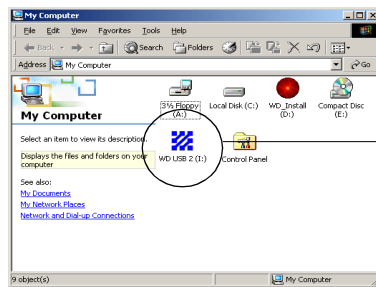 My Computer
File Edit View Favorites Tools Help
Back Search Folders
Address My Computer Go
My Computer
Select an item to view its description.
Displays the files and folders on your
computer
See also:
My Documents
My Network Places
Network and Dial-up Connections
3½ Floppy
(A:)
Local Disk (C:)
WD_Install
(D:)
Compact Disc
(E:)
WD USB 2 (I:)
Control Panel
9 object(s) My Computer